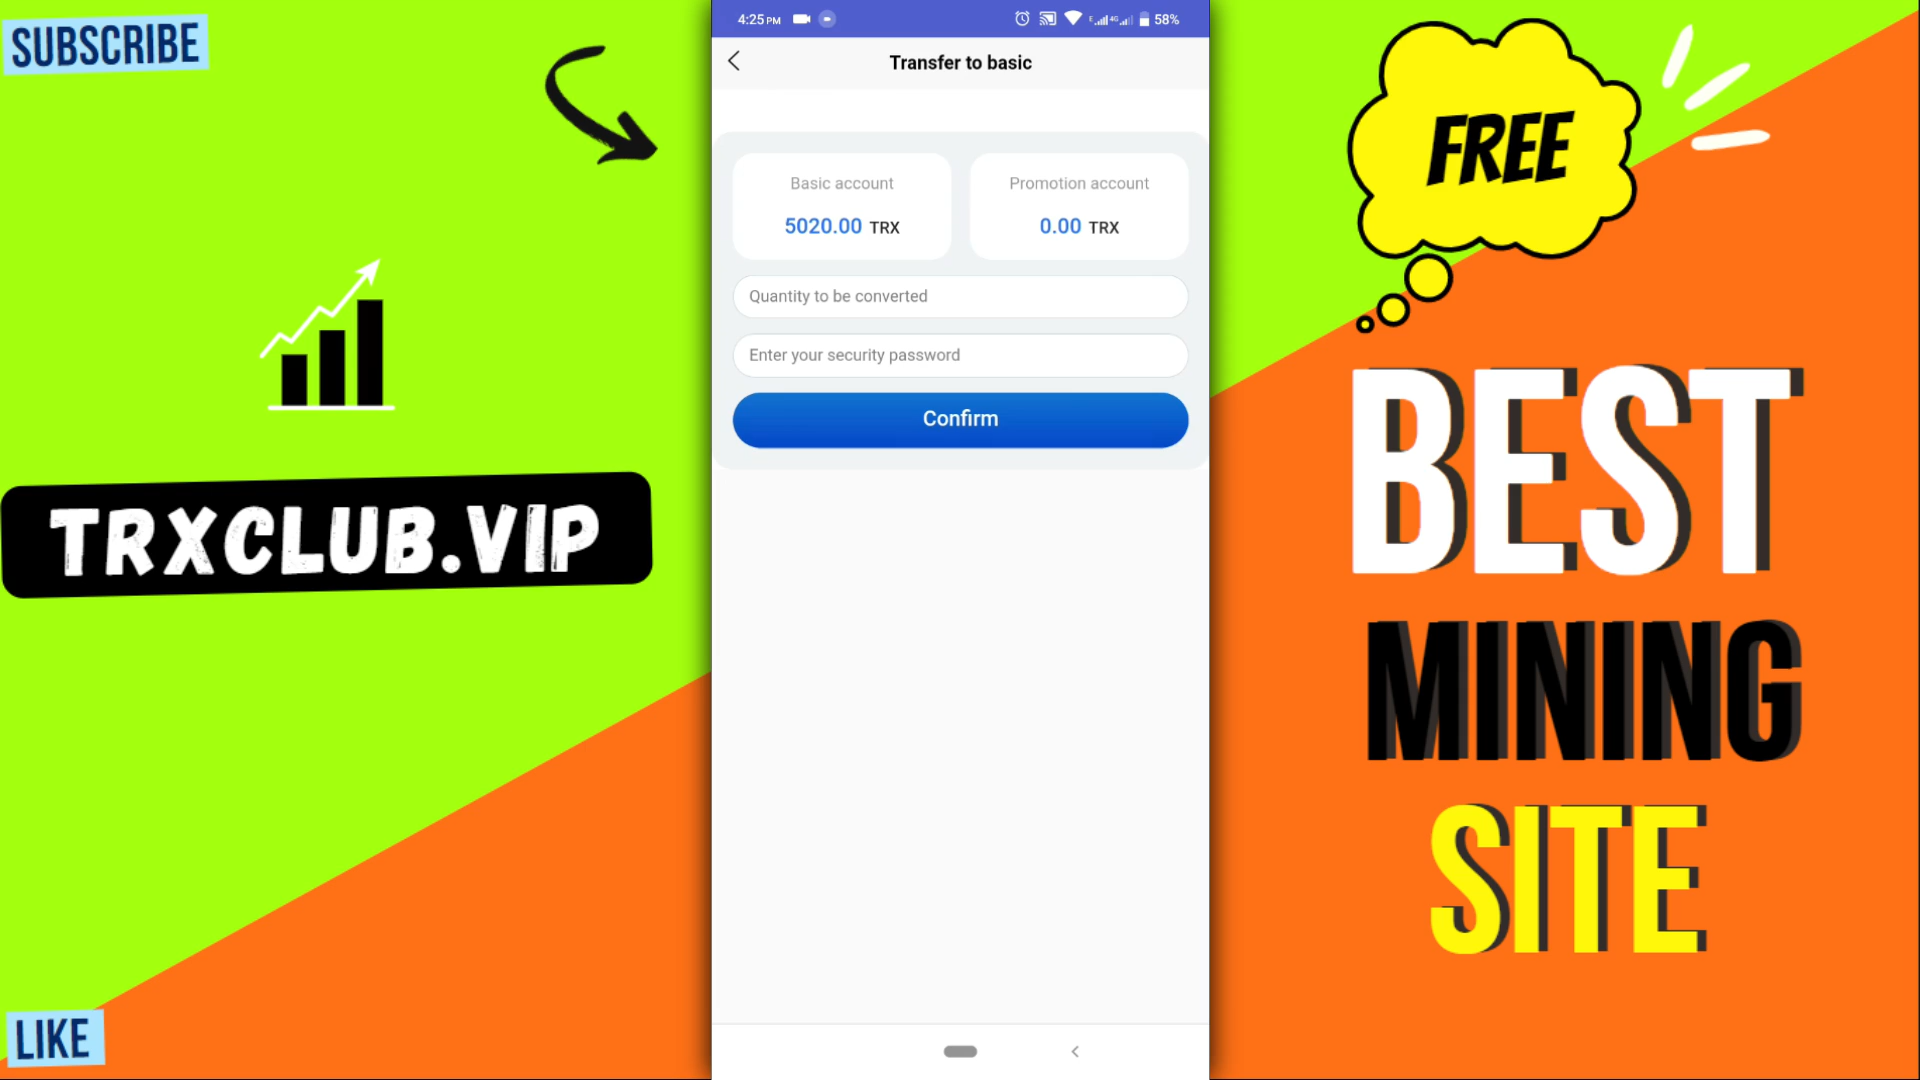 SUBSCRIBE
TRXCLUB.VIP
LIKE
4:25 PM
58%
Transfer to basic
Basic account
5020.00 TRX
Promotion account
0.00 TRX
Quantity to be converted
Enter your security password
Confirm
FREE
BEST
MINING
SITE